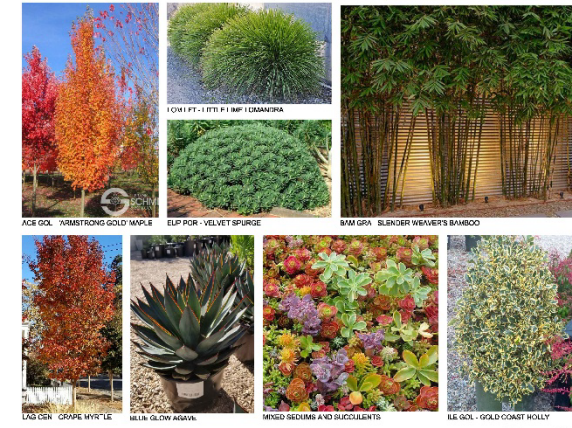 LOM LET - LITTLE LIME LOMANDRA
ACE GOL - 'ARMSTRONG GOLD' MAPLE
EUP POR - VELVET SPURGE
BAM GRA - SLENDER WEAVER'S BAMBOO
LAG CEN - CRAPE MYRTLE
BLUE GLOW AGAVE
MIXED SEDUMS AND SUCCULENTS
ILE GOL - GOLD COAST HOLLY